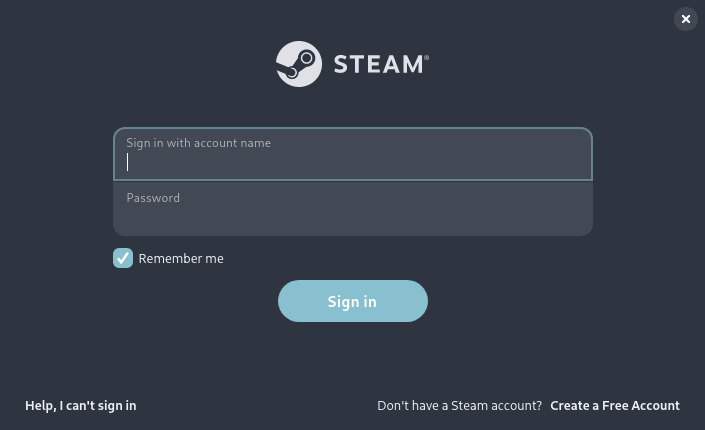 STEAM®
Sign in with account name
Password
Remember me
Sign in
Help, I can't sign in
Don't have a Steam account? Create a Free Account